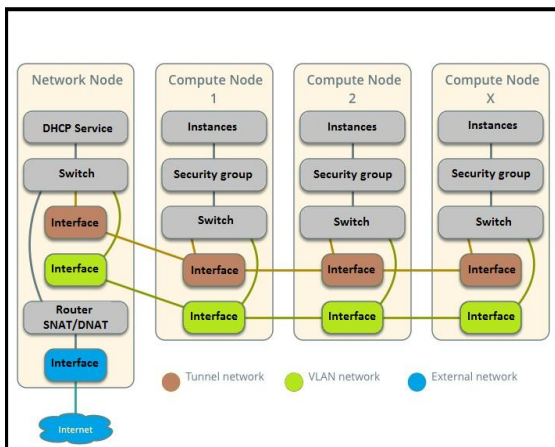 Network Node
Compute Node
1
Compute Node
2
Compute Node
X
DHCP Service
Instances
Instances
Instances
Switch
Security group
Security group
Security group
Interface
Switch
Switch
Switch
Interface
Interface
Interface
Interface
Router
SNAT/DNAT
Interface
Interface
Interface
Interface
Tunnel network
VLAN network
External network
Internet